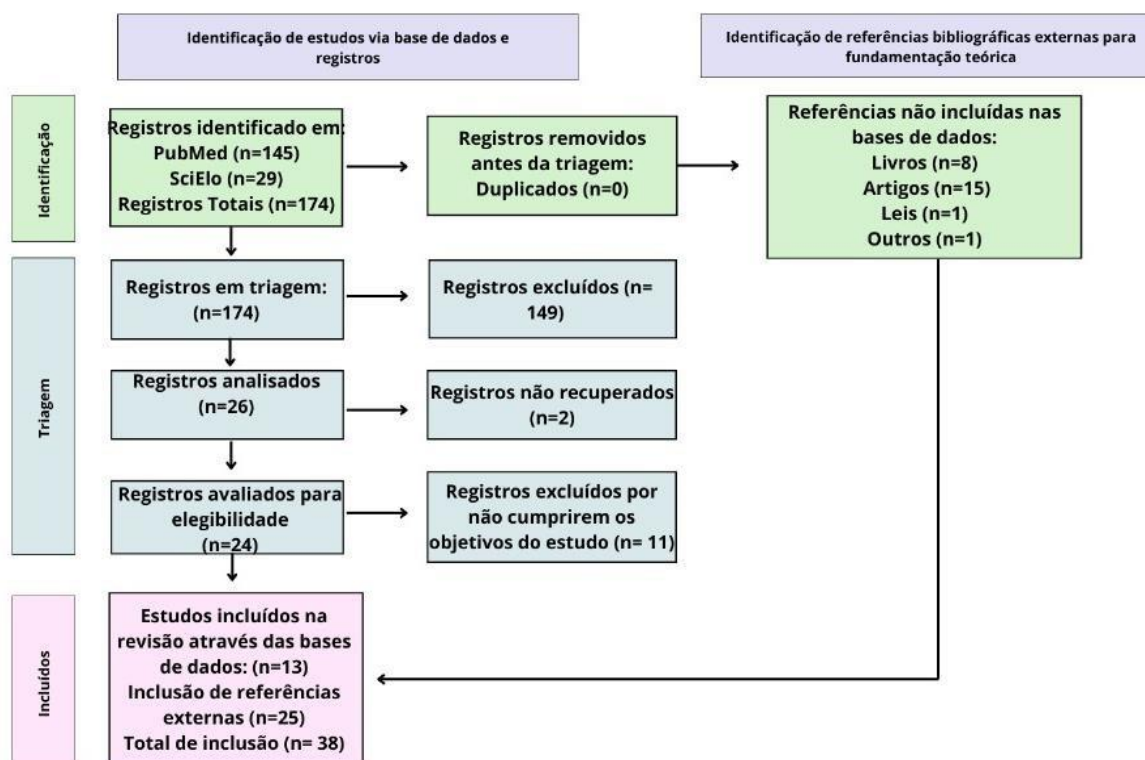 Identificação de estudos via base de dados e
registros
Identificação de referências bibliográficas externas para
fundamentação teórica
Identificação
Registros identificado em:
PubMed (n=145)
SciElo (n=29)
Registros Totais (n=174)
Registros removidos
antes da triagem:
Duplicados (n=0)
Referências não incluídas nas
bases de dados:
Livros (n=8)
Artigos (n=15)
Leis (n=1)
Outros (n=1)
Triagem
Registros em triagem:
(n=174)
Registros excluídos (n=
149)
Registros analisados
(n=26)
Registros não recuperados
(n=2)
Registros avaliados para
elegibilidade
(n=24)
Registros excluídos por
não cumprirem os
objetivos do estudo (n= 11)
Incluídos
Estudos incluídos na
revisão através das bases
de dados: (n=13)
Inclusão de referências
externas (n=25)
Total de inclusão (n= 38)